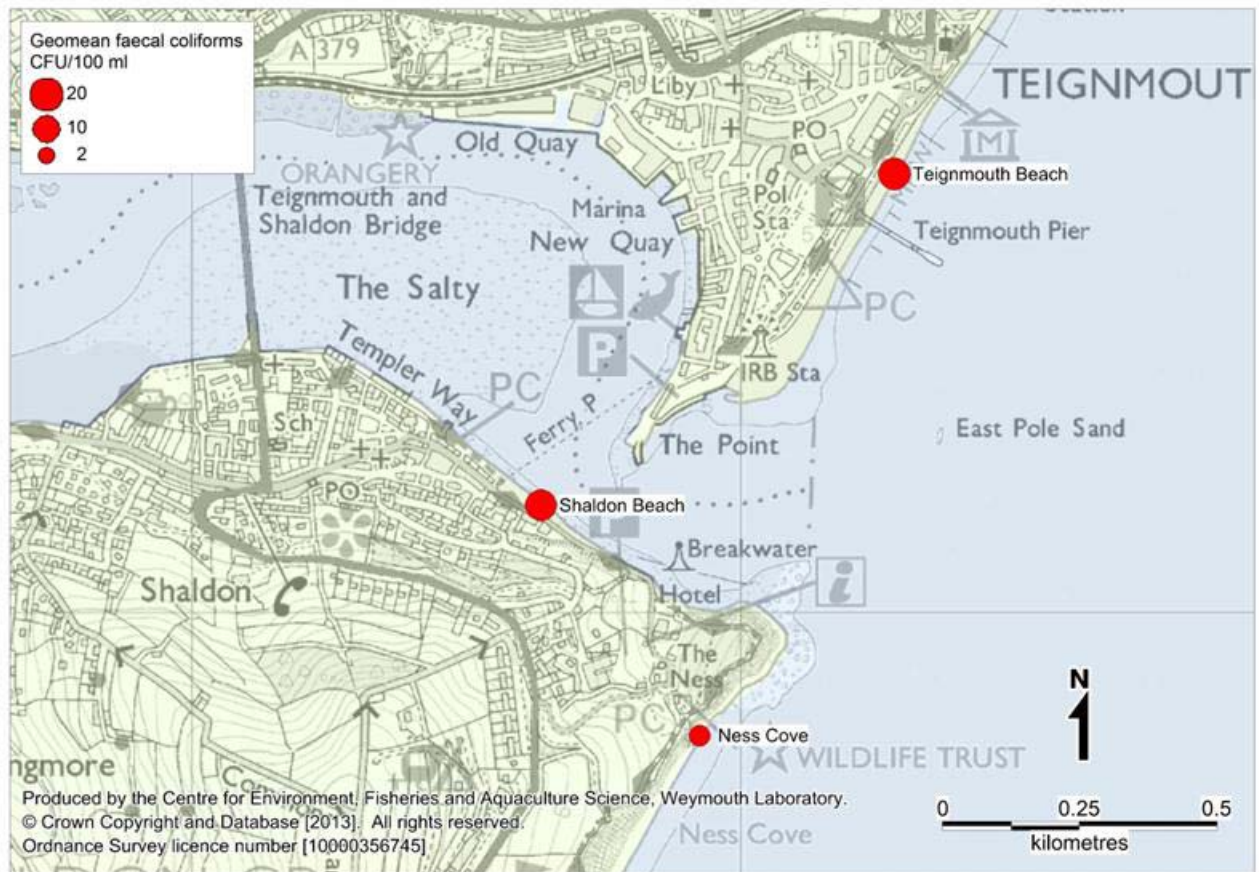 Geomean faecal coliforms
CFU/100 ml
20
10
2
A 379
Station
Liby
TEIGNMOUT
PO
M
Old Quay
ORANGERY
Teignmouth and
Shaldon Bridge
Marina
New Quay
Pol
Sta
Teignmouth Beach
Teignmouth Pier
The Salty
PC
P
IRB Sta
Templer Way
PC
Ferry P
Sch
The Point
East Pole Sand
PO
Shaldon Beach
P
Breakwater
i
Shaldon
Hotel
The
Ness
PC
Ness Cove
WILDLIFE TRUST
N
ngmore
Common
Produced by the Centre for Environment, Fisheries and Aquaculture Science, Weymouth Laboratory.
© Crown Copyright and Database [2013]. All rights reserved.
Ordnance Survey licence number [10000356745]
Ness Cove
0 0.25 0.5
kilometres